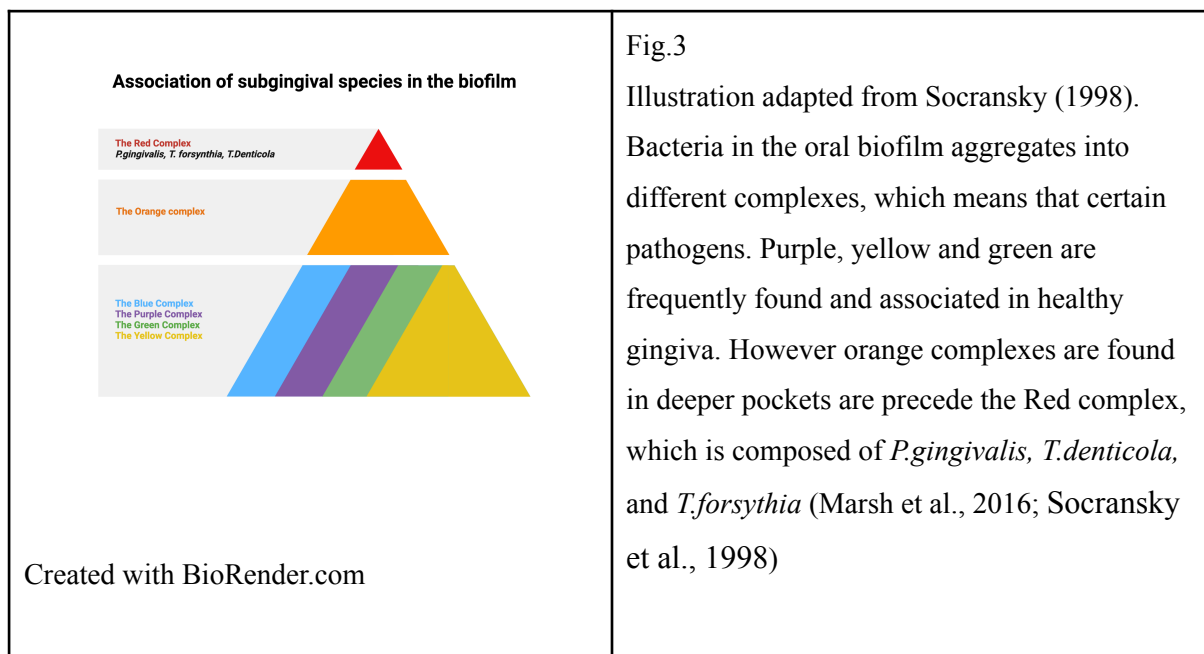 Association of subgingival species in the biofilm
The Red Complex
P.gingivalis, T. forsynthia, T.Denticola
The Orange complex
The Blue Complex
The Purple Complex
The Green Complex
The Yellow Complex
Created with BioRender.com
Fig.3
Illustration adapted from Socransky (1998).
Bacteria in the oral biofilm aggregates into
different complexes, which means that certain
pathogens. Purple, yellow and green are
frequently found and associated in healthy
gingiva. However orange complexes are found
in deeper pockets are precede the Red complex,
which is composed of P.gingivalis, T.denticola,
and T.forsythia (Marsh et al., 2016; Socransky
et al., 1998)